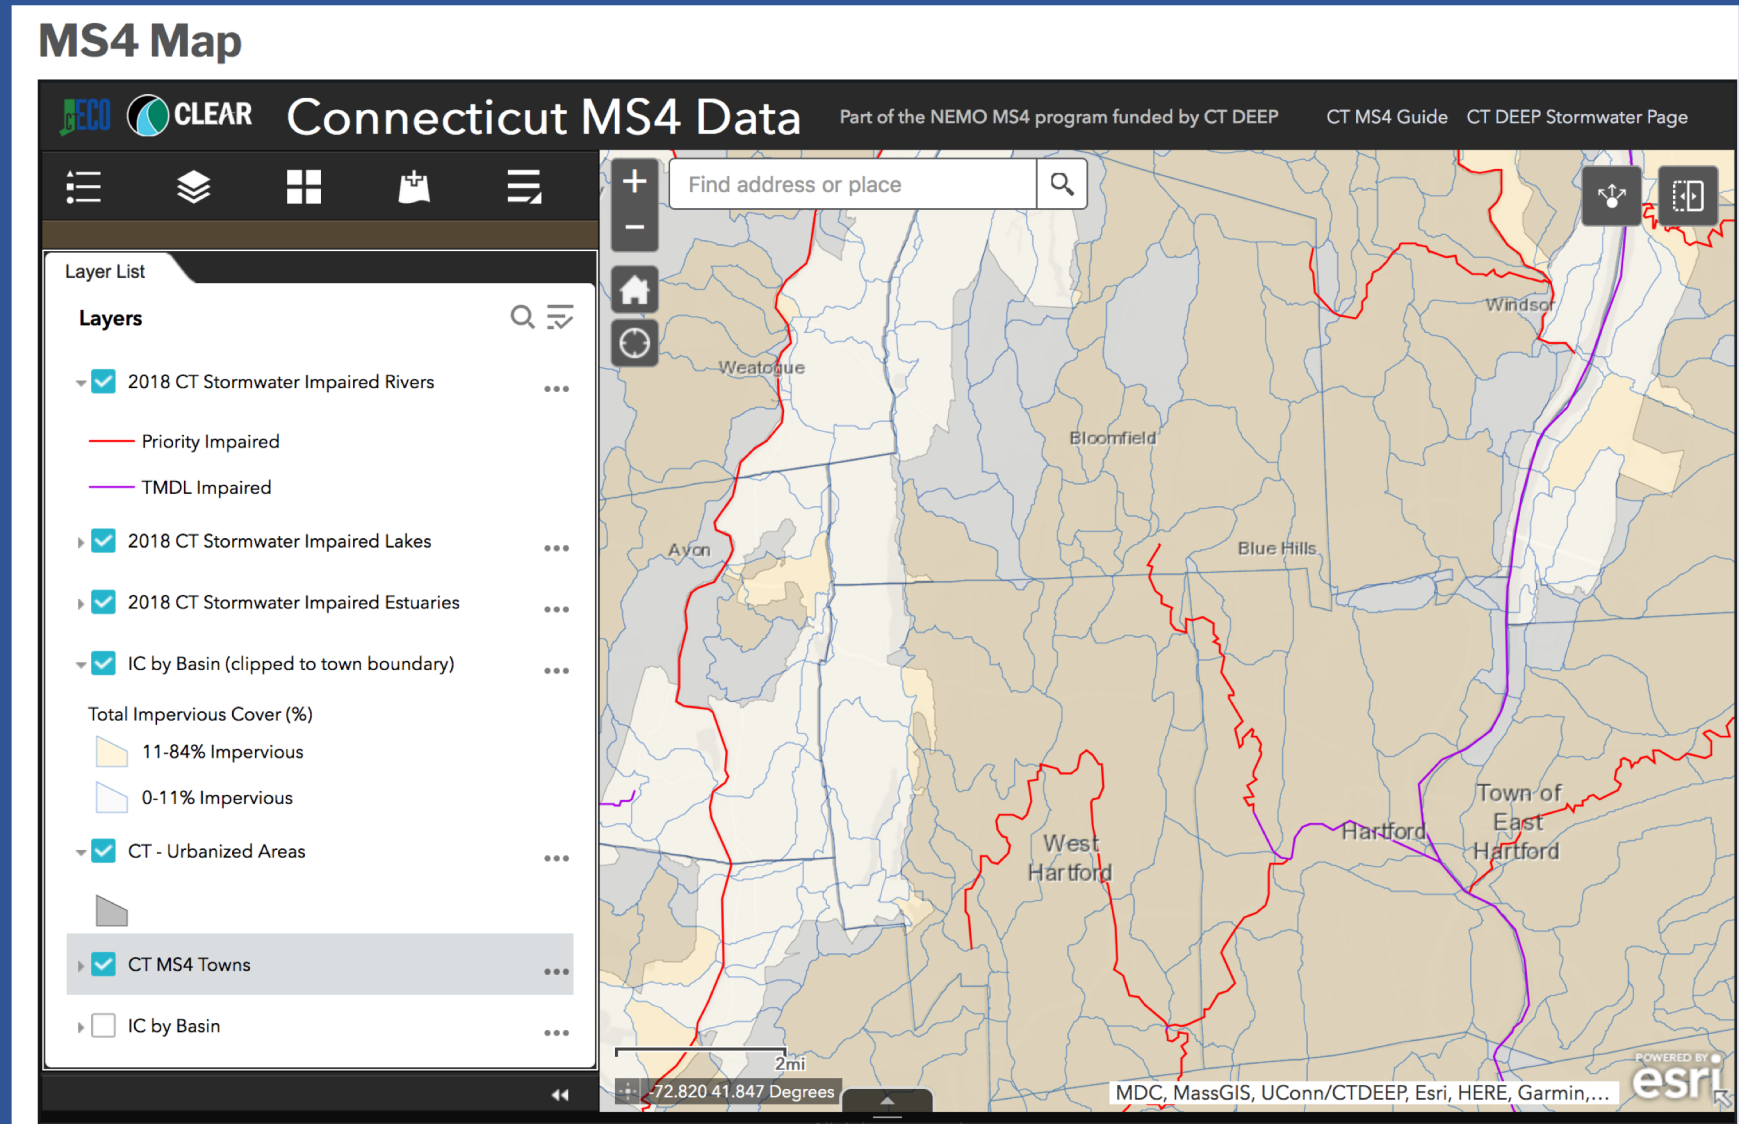 MS4 Map
CT ECO CLEAR Connecticut MS4 Data Part of the NEMO MS4 program funded by CT DEEP CT MS4 Guide CT DEEP Stormwater Page
Find address or place
Layer List
Layers
2018 CT Stormwater Impaired Rivers
Priority Impaired
TMDL Impaired
2018 CT Stormwater Impaired Lakes
2018 CT Stormwater Impaired Estuaries
IC by Basin (clipped to town boundary)
Total Impervious Cover (%)
11-84% Impervious
0-11% Impervious
CT - Urbanized Areas
CT MS4 Towns
IC by Basin
Windsor
Weatogue
Bloomfield
Avon
Blue Hills
Town of
East
Hartford
Hartford
West
Hartford
2mi
-72.820 41.847 Degrees
MDC, MassGIS, UConn/CTDEEP, Esri, HERE, Garmin,...
POWERED BY
esri